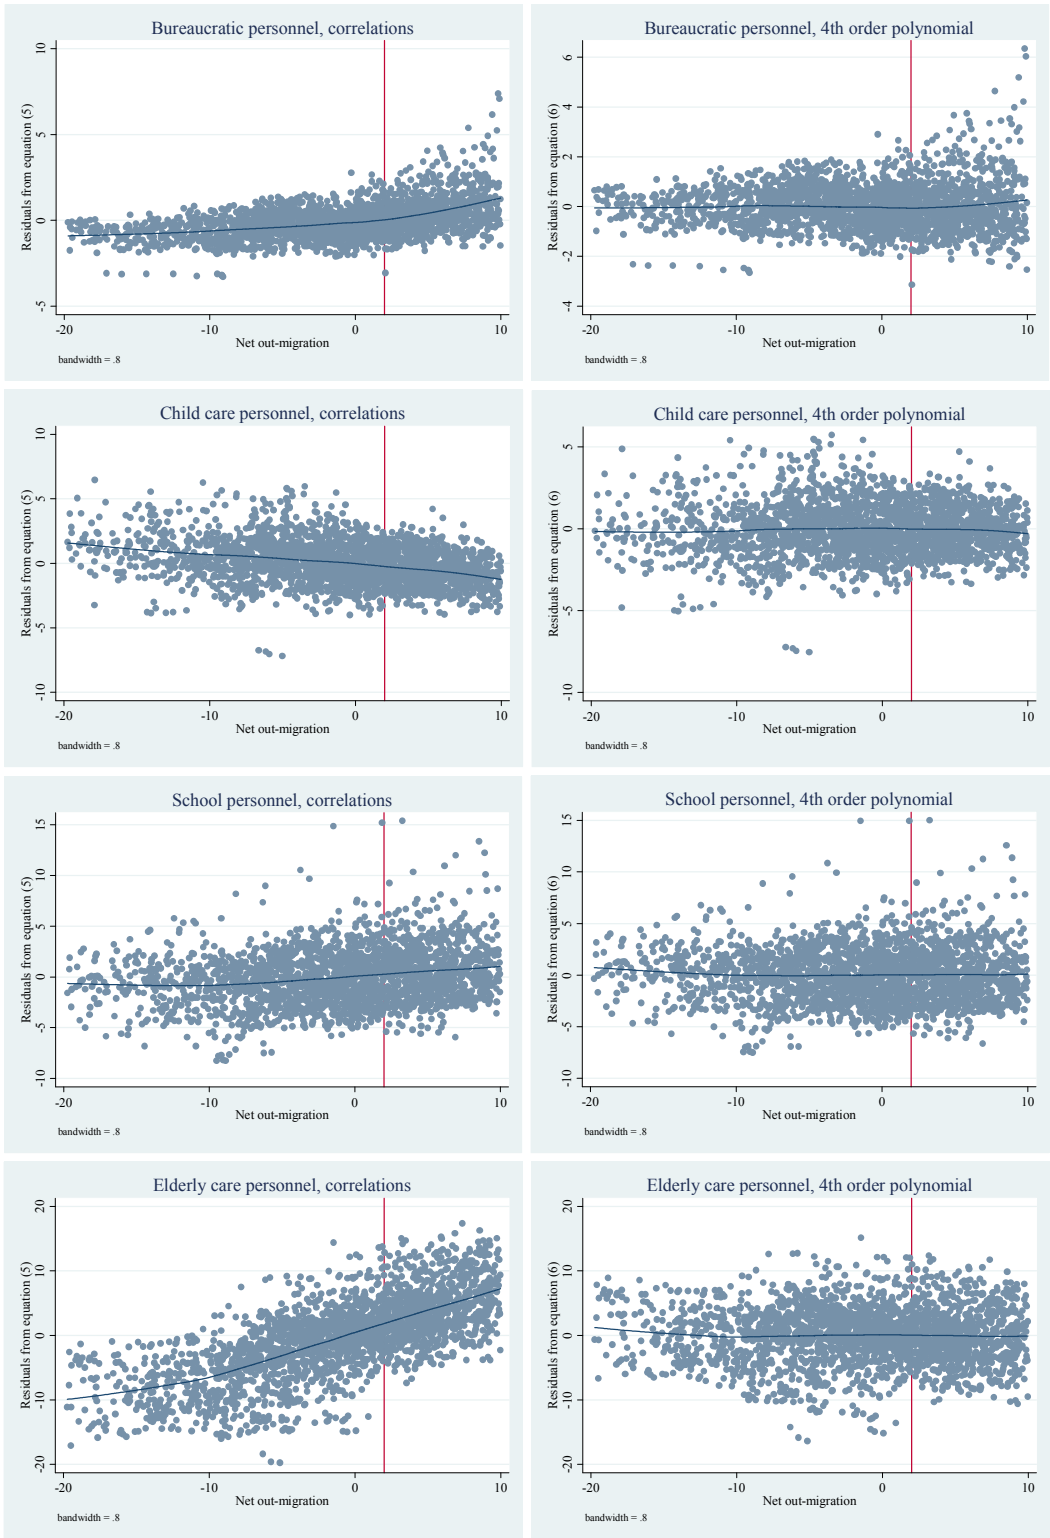 Bureaucratic personnel, correlations
Residuals from equation (5)
10
5
0
-5
-20
-10
0
10
Net out-migration
bandwidth = .8
Bureaucratic personnel, 4th order polynomial
Residuals from equation (6)
6
4
2
0
-2
-4
-20
-10
0
10
Net out-migration
bandwidth = .8
Child care personnel, correlations
Residuals from equation (5)
10
5
0
-5
-10
-20
-10
0
10
Net out-migration
bandwidth = .8
Child care personnel, 4th order polynomial
Residuals from equation (6)
5
0
-5
-10
-20
-10
0
10
Net out-migration
bandwidth = .8
School personnel, correlations
Residuals from equation (5)
15
10
5
0
-5
-10
-20
-10
0
10
Net out-migration
bandwidth = .8
School personnel, 4th order polynomial
Residuals from equation (6)
15
10
5
0
-5
-10
-20
-10
0
10
Net out-migration
bandwidth = .8
Elderly care personnel, correlations
Residuals from equation (5)
20
10
0
-10
-20
-20
-10
0
10
Net out-migration
bandwidth = .8
Elderly care personnel, 4th order polynomial
Residuals from equation (6)
20
10
0
-10
-20
-20
-10
0
10
Net out-migration
bandwidth = .8